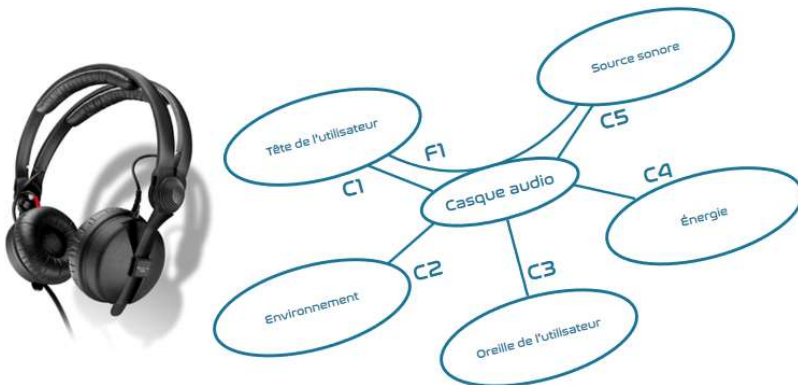 Source sonore
Tête de l'utilisateur
F1
C5
C1
Casque audio
C4
Énergie
C2
C3
Environnement
Oreille de l'utilisateur